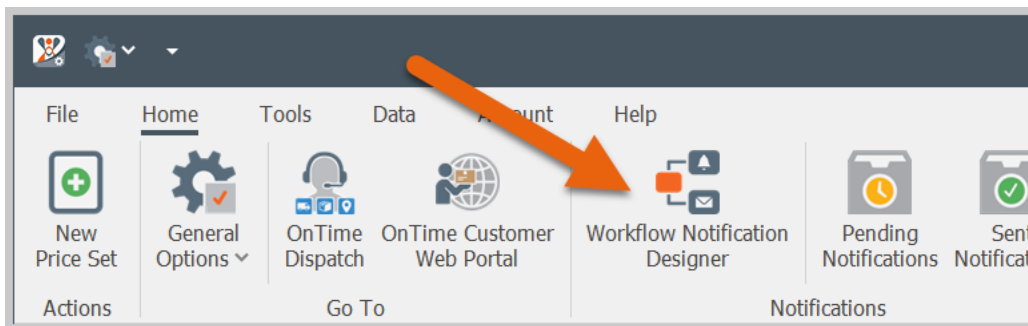 File Home Tools Data Help
New General OnTime OnTime Customer Workflow Notification Pending
Price Set Options Dispatch Web Portal Designer Notifications
Actions Go To Notifications